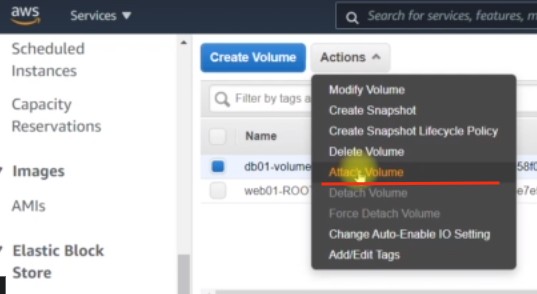 aws
Services
Search for services, features, m
Scheduled
Instances
Capacity
Reservations
Images
AMIs
Elastic Block
Store
Create Volume
Actions
Filter by tags a
Name
db01-volume
58f0
web01-ROO
e7ef
Modify Volume
Create Snapshot
Create Snapshot Lifecycle Policy
Delete Volume
Attach Volume
Detach Volume
Force Detach Volume
Change Auto-Enable IO Setting
Add/Edit Tags